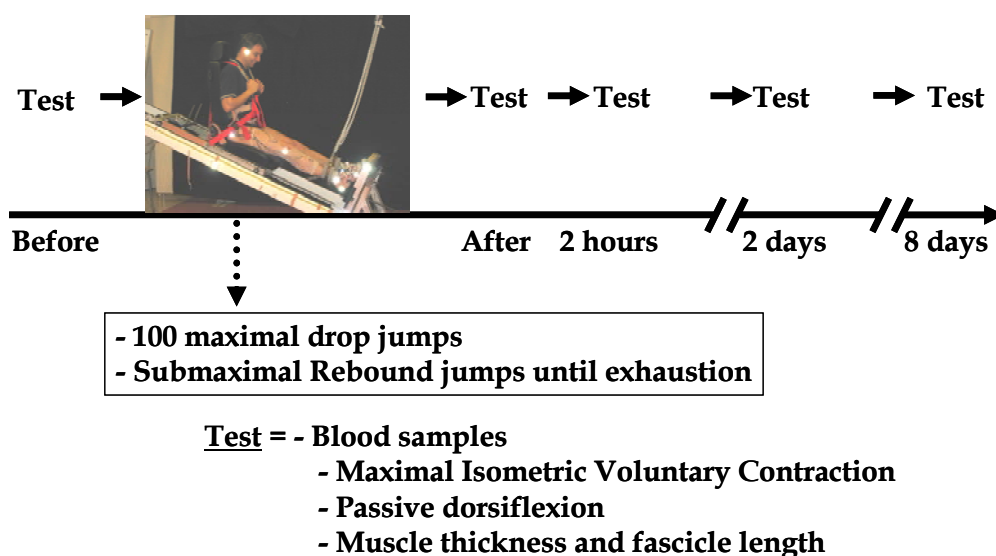 Test Test Test Test Test
Before After 2 hours 2 days 8 days
- 100 maximal drop jumps
- Submaximal Rebound jumps until exhaustion
Test = - Blood samples
- Maximal Isometric Voluntary Contraction
- Passive dorsiflexion
- Muscle thickness and fascicle length